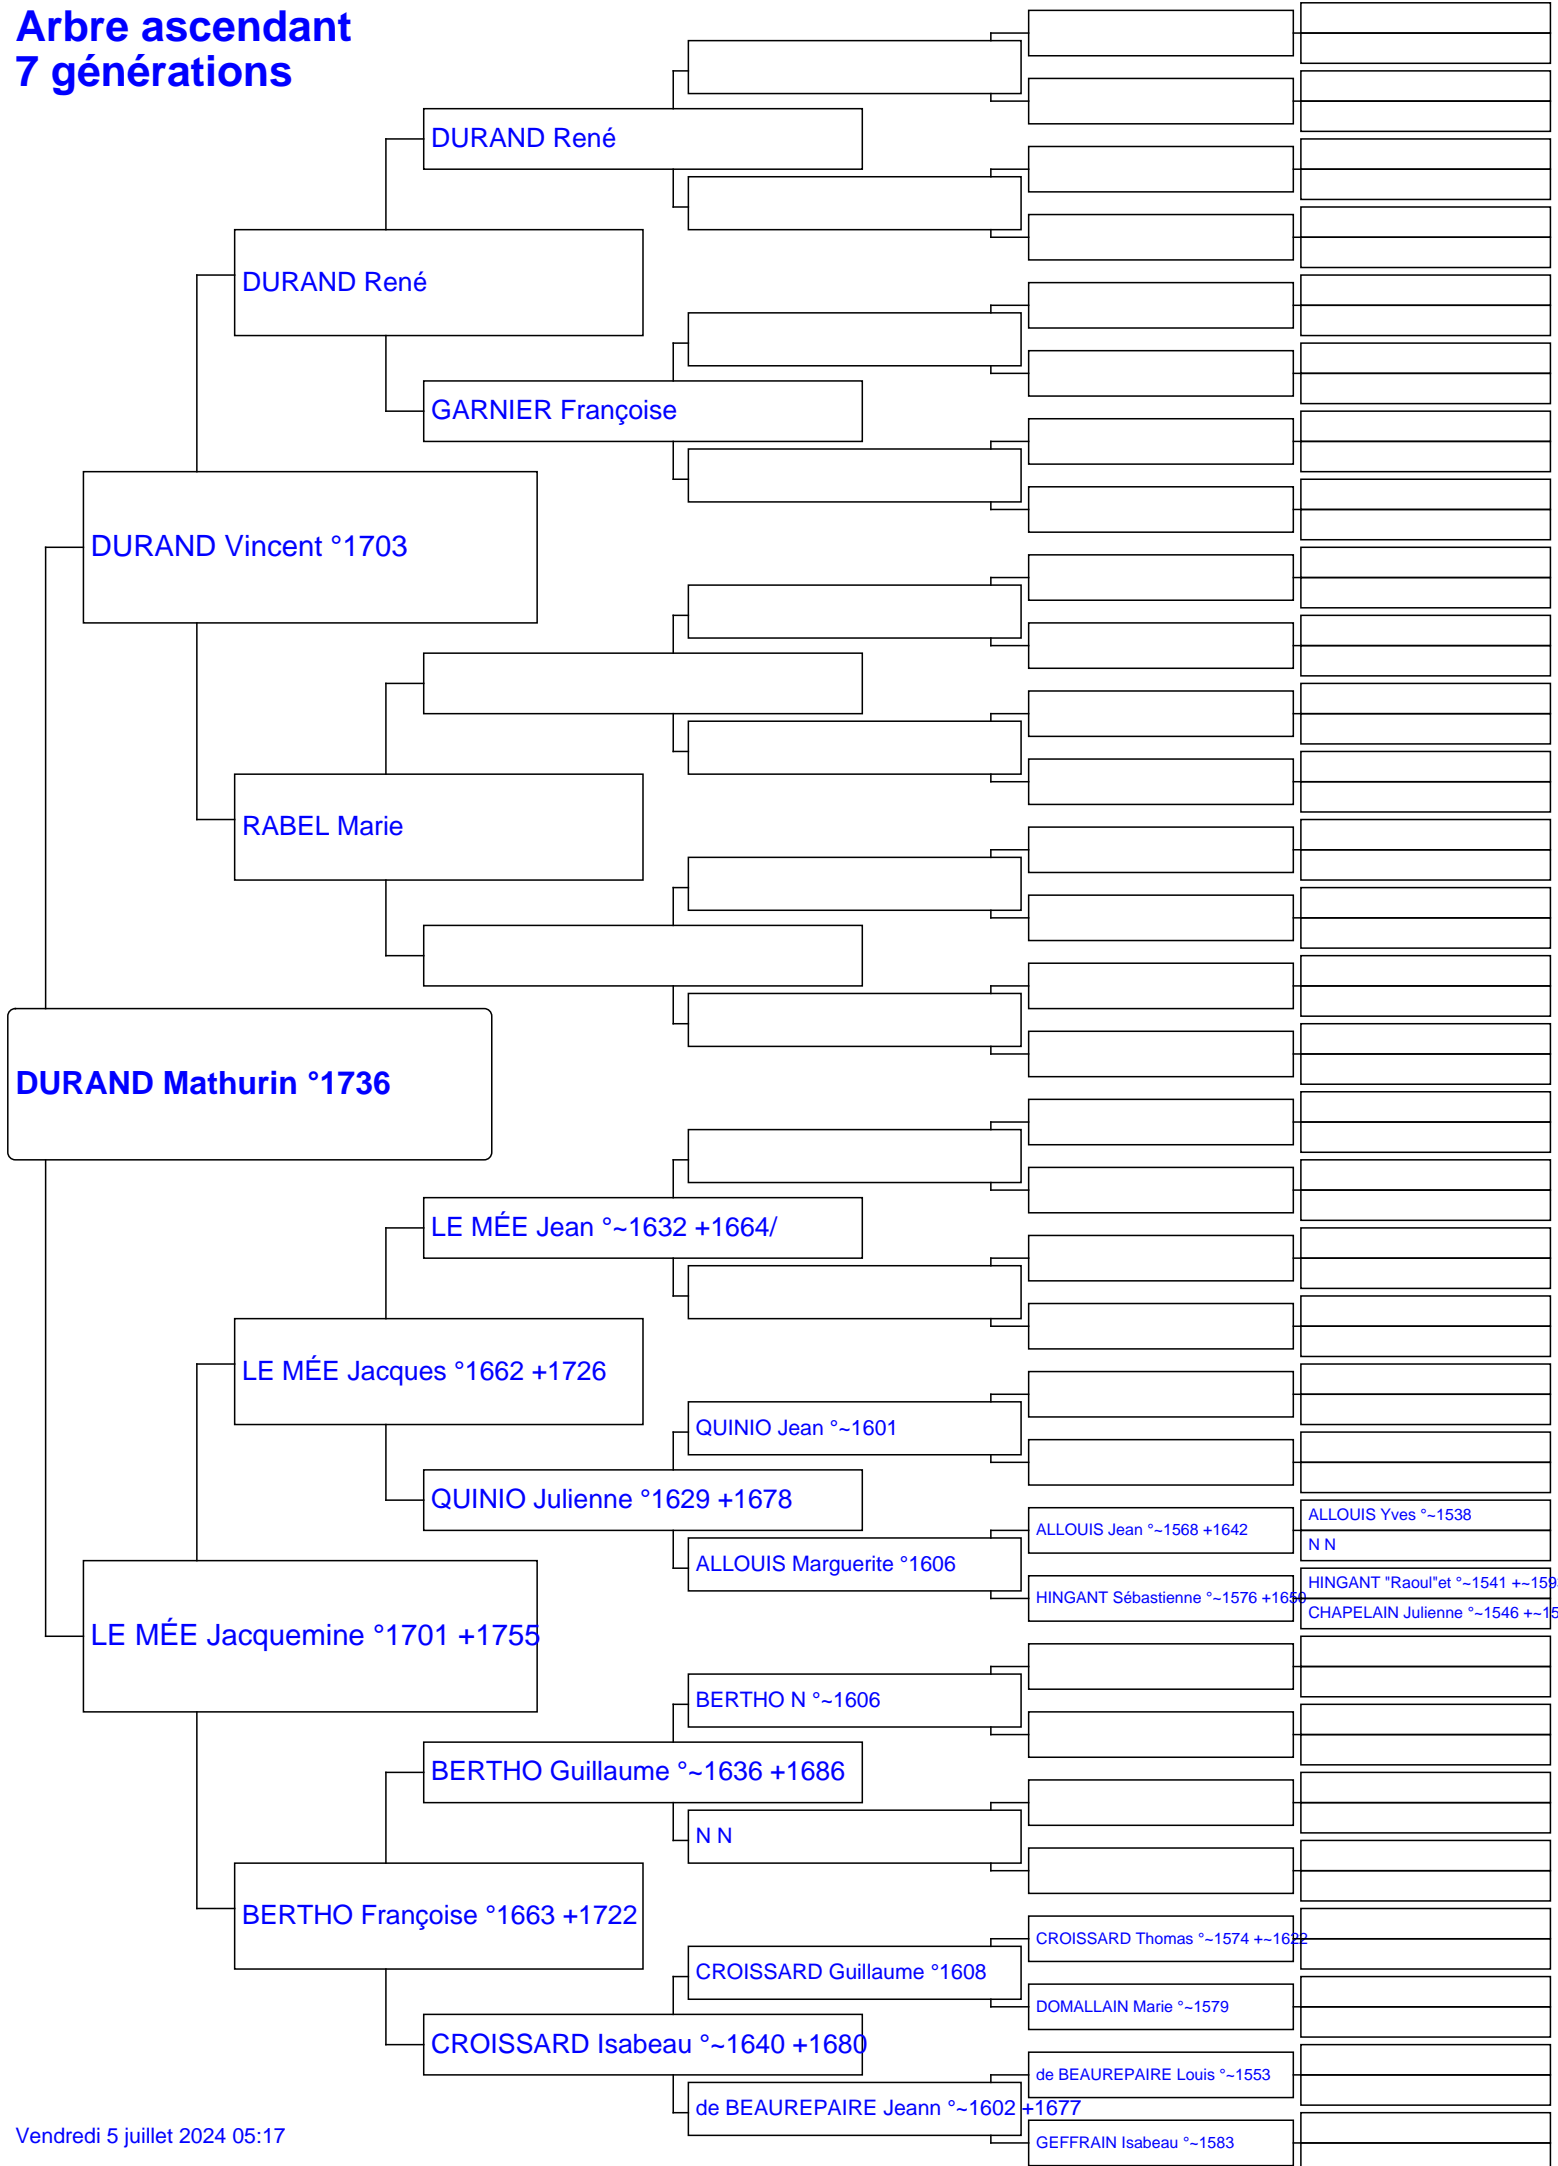 Arbre ascendant
7 générations
DURAND René
DURAND René
GARNIER Françoise
DURAND Vincent °1703
RABEL Marie
DURAND Mathurin °1736
LE MÉE Jean °~1632 +1664/
LE MÉE Jacques °1662 +1726
QUINIO Jean °~1601
QUINIO Julienne °1629 +1678
ALLOUIS Yves °~1538
ALLOUIS Jean °~1568 +1642
N N
ALLOUIS Marguerite °1606
HINGANT "Raoul"et °~1541 +~159
HINGANT Sébastienne °~1576 +1650
CHAPELAIN Julienne °~1546 +~15
LE MÉE Jacquemine °1701 +1755
BERTHO N °~1606
BERTHO Guillaume °~1636 +1686
N N
BERTHO Françoise °1663 +1722
CROISSARD Thomas °~1574 +~1622
CROISSARD Guillaume °1608
DOMALLAIN Marie °~1579
CROISSARD Isabeau °~1640 +1680
de BEAUREPAIRE Louis °~1553
de BEAUREPAIRE Jeann °~1602 +1677
GEFFRAIN Isabeau °~1583
Vendredi 5 juillet 2024 05:17